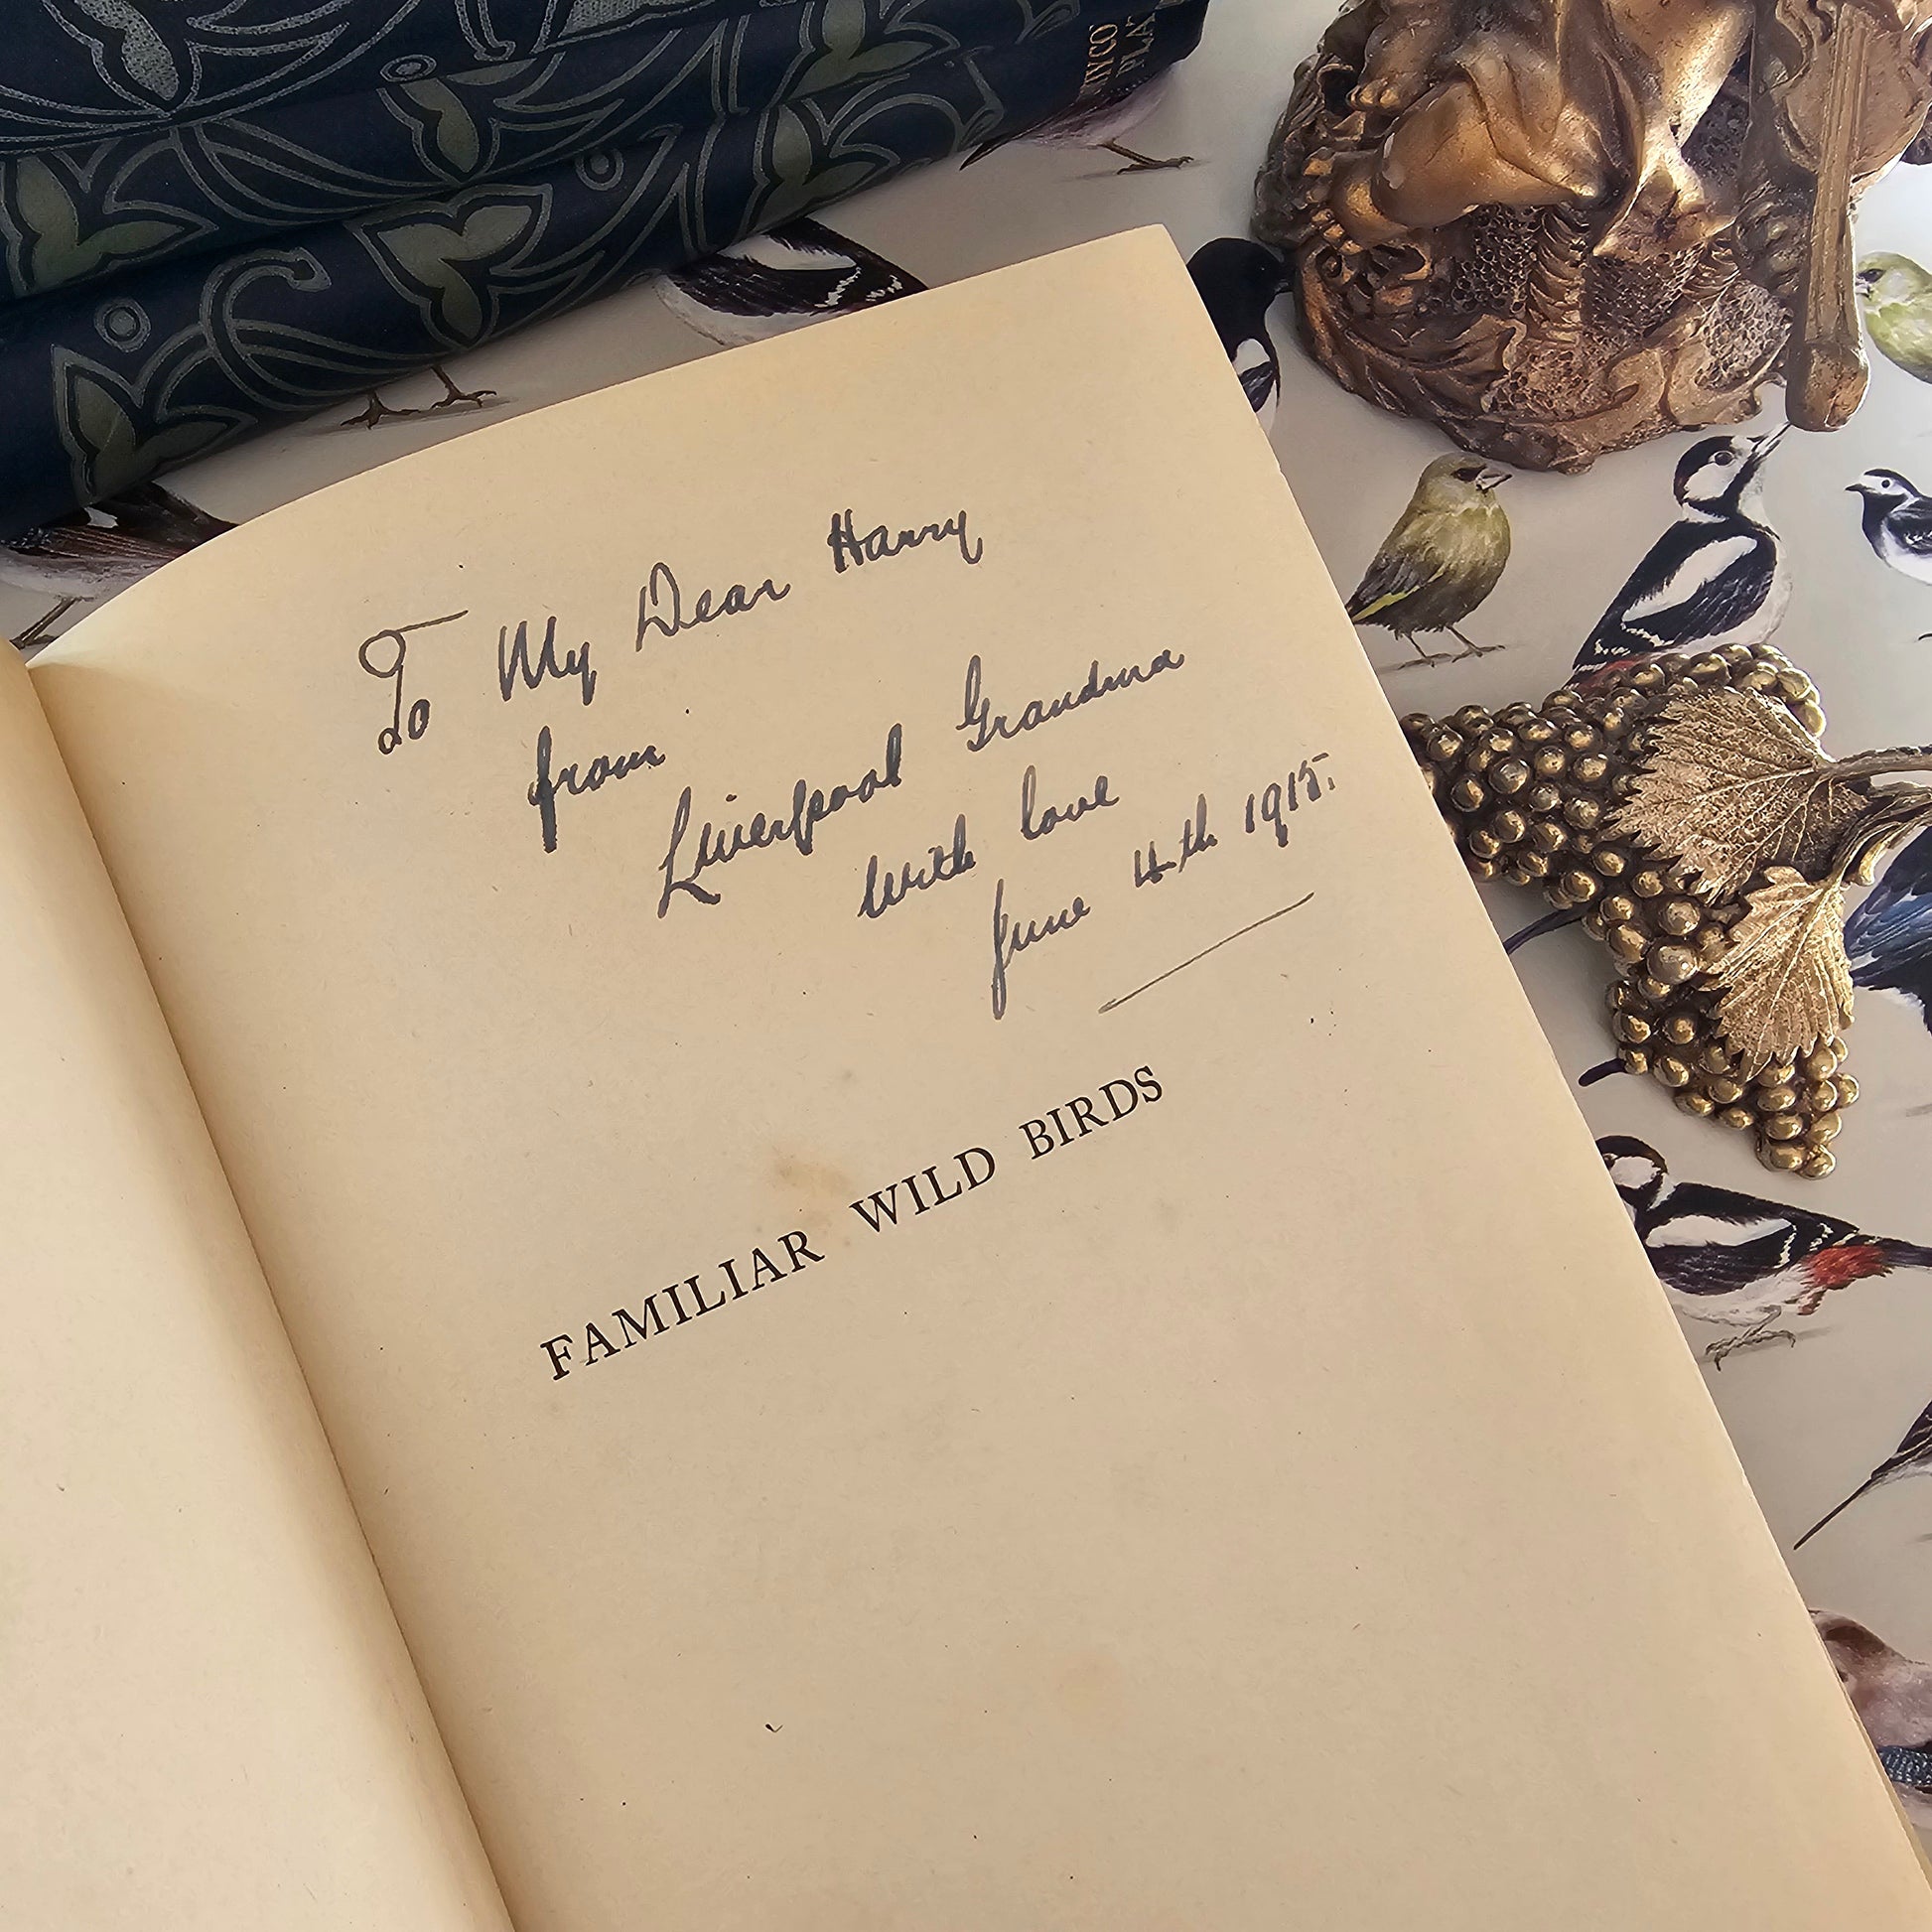 To My Dear Harry
from
Liverpool Grandma
with love
June 4th 1915.
FAMILIAR WILD BIRDS